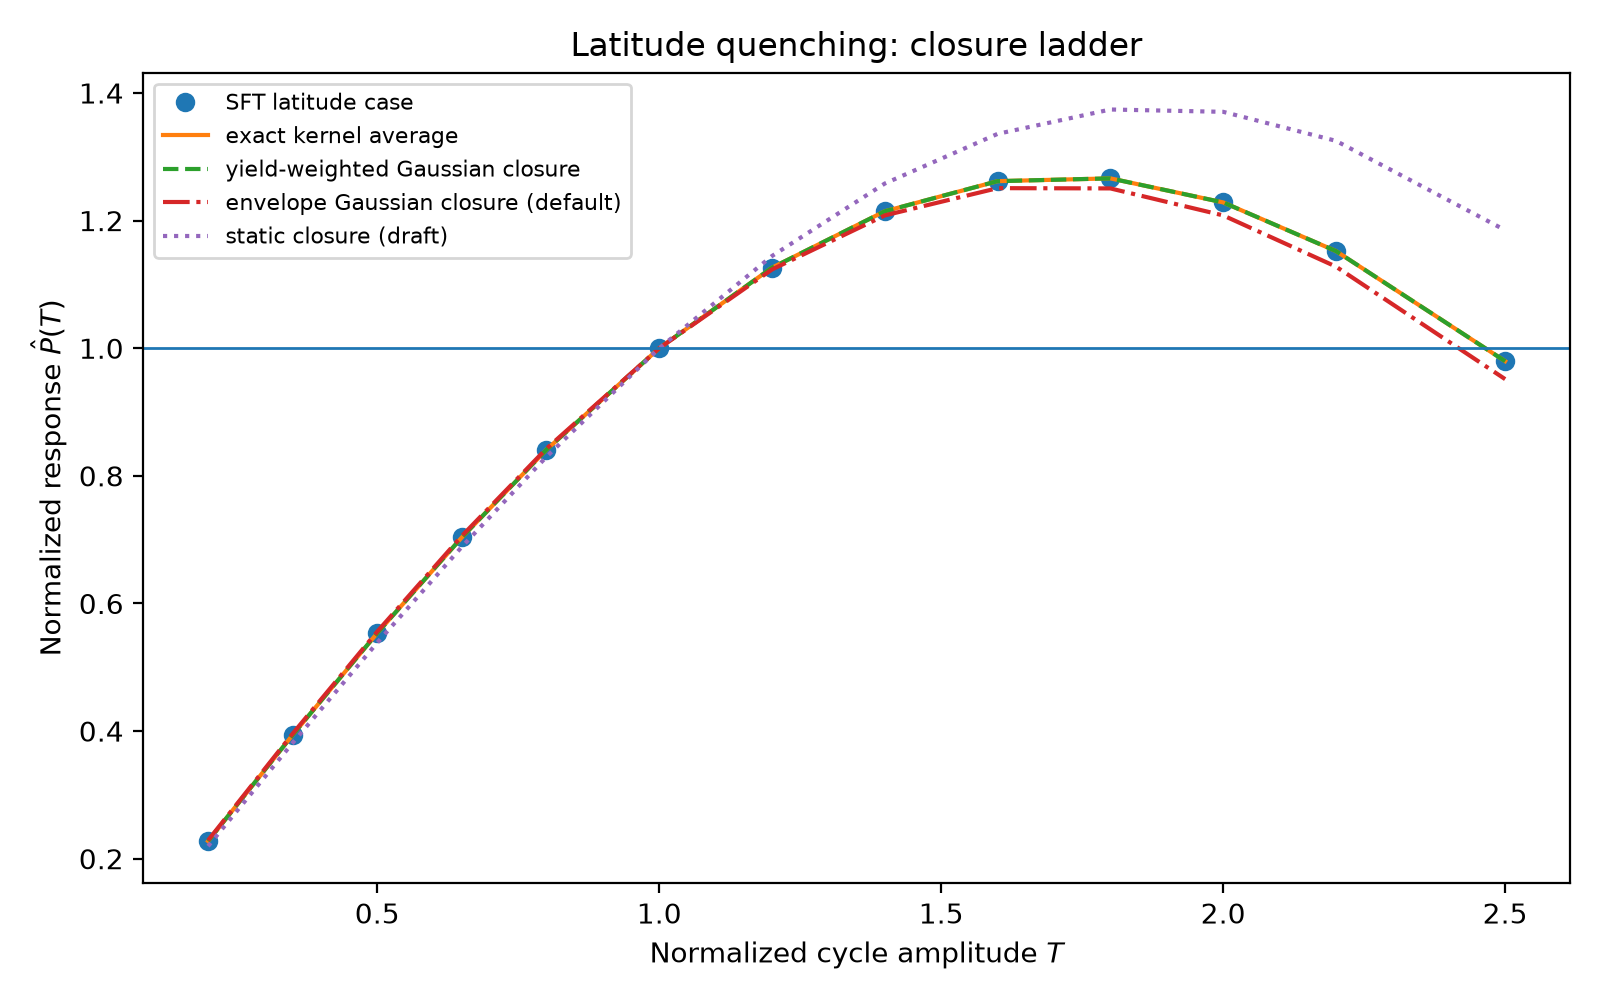 Latitude quenching: closure ladder
SFT latitude case
exact kernel average
yield-weighted Gaussian closure
envelope Gaussian closure (default)
static closure (draft)
Normalized response P̂(T)
1.4
1.2
1.0
0.8
0.6
0.4
0.2
0.5
1.0
1.5
2.0
2.5
Normalized cycle amplitude T